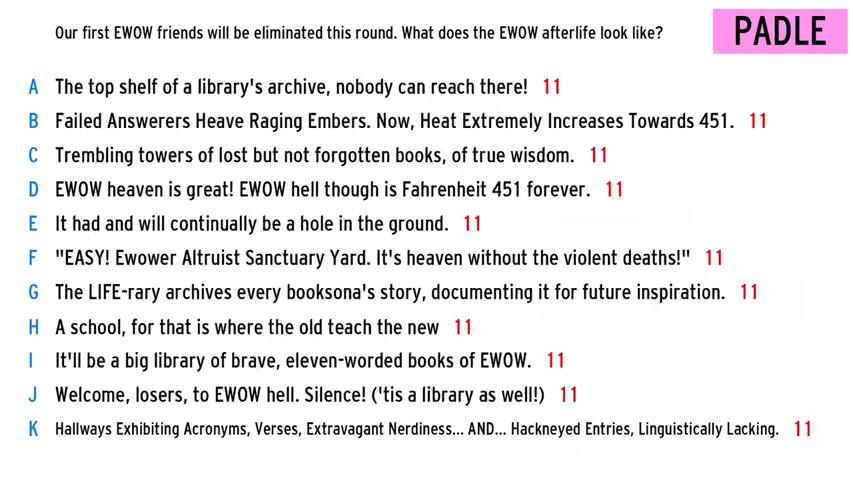 Our first EWOW friends will be eliminated this round. What does the EWOW afterlife look like?
PADLE
A The top shelf of a library's archive, nobody can reach there! 11
B Failed Answerers Heave Raging Embers. Now, Heat Extremely Increases Towards 451. 11
C Trembling towers of lost but not forgotten books, of true wisdom. 11
D EWOW heaven is great! EWOW hell though is Fahrenheit 451 forever. 11
E It had and will continually be a hole in the ground. 11
F "EASY! Ewower Altruist Sanctuary Yard. It's heaven without the violent deaths!" 11
G The LIFE-rary archives every booksona's story, documenting it for future inspiration. 11
H A school, for that is where the old teach the new 11
I It'll be a big library of brave, eleven-worded books of EWOW. 11
J Welcome, losers, to EWOW hell. Silence! ('tis a library as well!) 11
K Hallways Exhibiting Acronyms, Verses, Extravagant Nerdiness... AND... Hackneyed Entries, Linguistically Lacking. 11